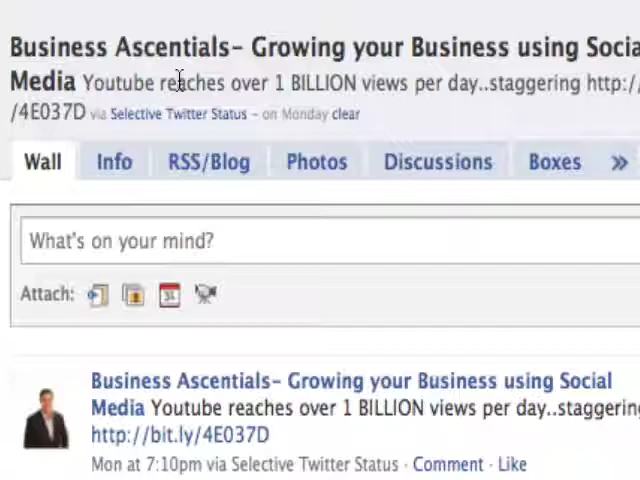 Business Ascentials- Growing your Business using Socia
Media Youtube reaches over 1 BILLION views per day..staggering http:/
/4E037D via Selective Twitter Status - on Monday clear
Wall Info RSS/Blog Photos Discussions Boxes »
What's on your mind?
Attach: 31
Business Ascentials- Growing your Business using Social
Media Youtube reaches over 1 BILLION views per day..staggering
http://bit.ly/4E037D
Mon at 7:10pm via Selective Twitter Status · Comment · Like